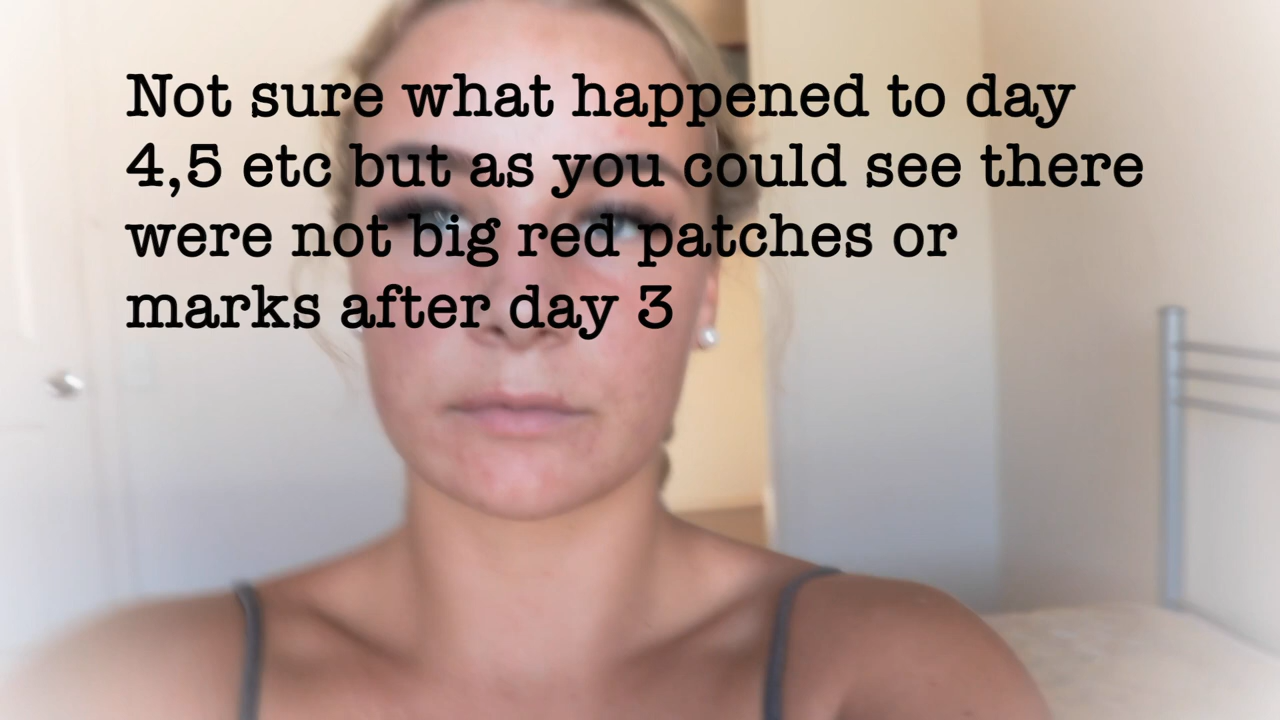 Not sure what happened to day
4,5 etc but as you could see there
were not big red patches or
marks after day 3